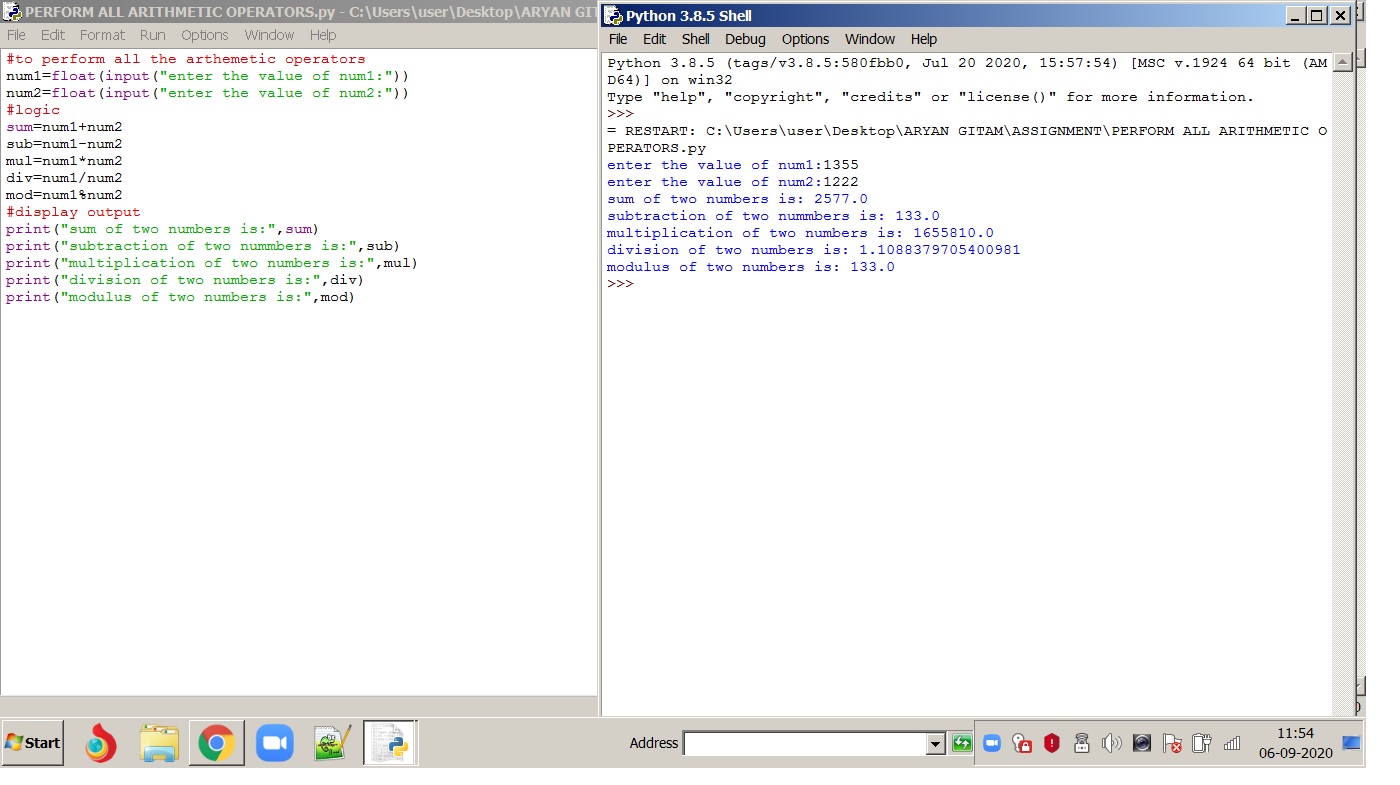 PERFORM ALL ARITHMETIC OPERATORS.py - C:\Users\user\Desktop\ARYAN GIT
File Edit Format Run Options Window Help
#to perform all the arthemetic operators
num1=float(input("enter the value of num1:"))
num2=float(input("enter the value of num2:"))
#logic
sum=num1+num2
sub=num1-num2
mul=num1*num2
div=num1/num2
mod=num1%num2
#display output
print("sum of two numbers is:",sum)
print("subtraction of two nummbers is:",sub)
print("multiplication of two numbers is:",mul)
print("division of two numbers is:",div)
print("modulus of two numbers is:",mod)
Python 3.8.5 Shell
File Edit Shell Debug Options Window Help
Python 3.8.5 (tags/v3.8.5:580fbb0, Jul 20 2020, 15:57:54) [MSC v.1924 64 bit (AM
D64)] on win32
Type "help", "copyright", "credits" or "license()" for more information.
>>>
= RESTART: C:\Users\user\Desktop\ARYAN GITAM\ASSIGNMENT\PERFORM ALL ARITHMETIC O
PERATORS.py
enter the value of num1:1355
enter the value of num2:1222
sum of two numbers is: 2577.0
subtraction of two nummbers is: 133.0
multiplication of two numbers is: 1655810.0
division of two numbers is: 1.1088379705400981
modulus of two numbers is: 133.0
>>>
Start
Address
11:54
06-09-2020